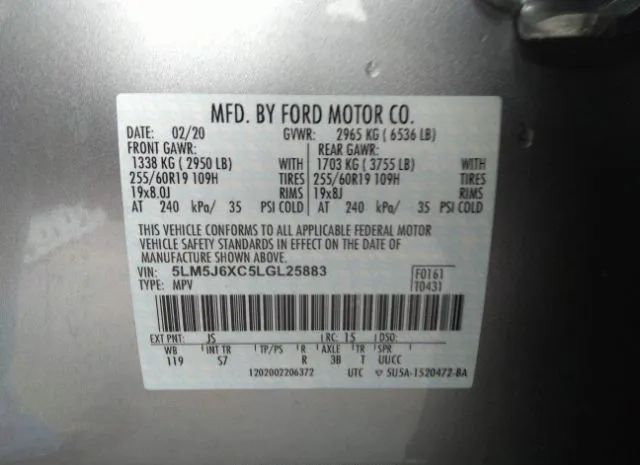 MFD. BY FORD MOTOR CO.
DATE: 02/20 GVWR: 2965 KG ( 6536 LB)
FRONT GAWR: REAR GAWR:
1338 KG ( 2950 LB) WITH 1703 KG ( 3755 LB) WITH
255/60R19 109H TIRES 255/60R19 109H TIRES
19x8.0J RIMS 19x8J RIMS
AT 240 kPa/ 35 PSI COLD AT 240 kPa/ 35 PSI COLD
THIS VEHICLE CONFORMS TO ALL APPLICABLE FEDERAL MOTOR
VEHICLE SAFETY STANDARDS IN EFFECT ON THE DATE OF
MANUFACTURE SHOWN ABOVE.
VIN: 5LM5J6XC5LGL25883 F0161
TYPE: MPV T0431
EXT PNT: JS RC: 15 DSO:
WB INT TR TP/PS R AXLE TR SPR
119 S7 R 3B T UUCC
1202002206372 UTC 5U5A-1520472-BA